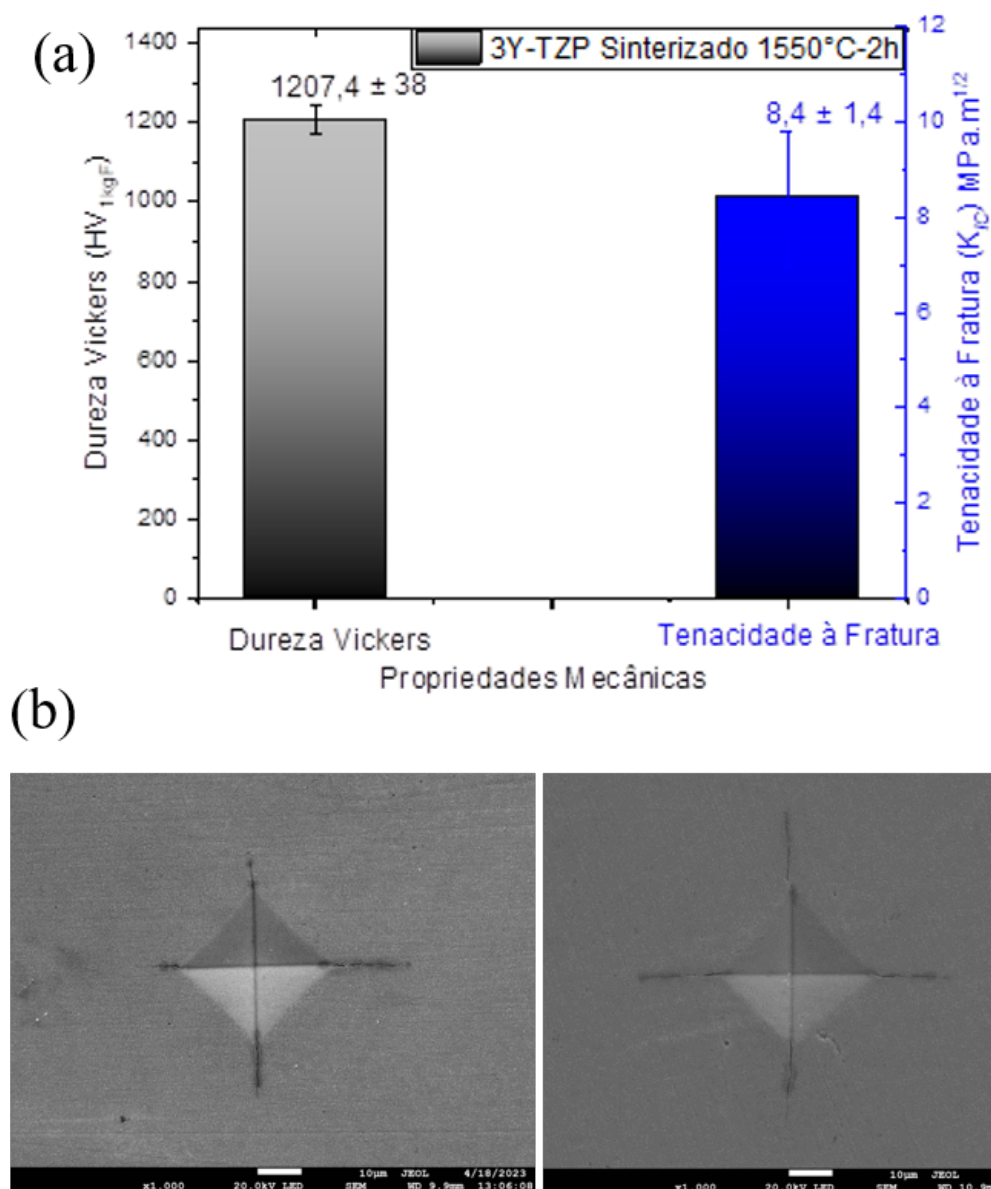 (a)
1400
1200
1000
800
600
400
200
0
Dureza Vickers (HV1kgF)
3Y-TZP Sinterizado 1550°C-2h
1207,4 ± 38
8,4 ± 1,4
12
10
8
6
4
2
0
Tenacidade à Fratura (KIC) MPa.m1/2
Dureza Vickers
Tenacidade à Fratura
Propriedades Mecânicas
(b)
10µm JEOL 4/18/2023
x1.000 20.0kV LED SEM WD 9.9mm 13:06:08
10µm JEOL
x1.000 20.0kV LED SEM WD 10.9m